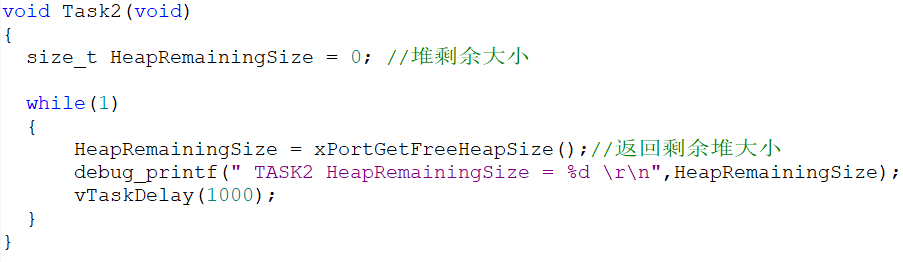 void Task2(void)
{
size_t HeapRemainingSize = 0; //堆剩余大小
while(1)
{
HeapRemainingSize = xPortGetFreeHeapSize();//返回剩余堆大小
debug_printf(" TASK2 HeapRemainingSize = %d \r\n",HeapRemainingSize);
vTaskDelay(1000);
}
}